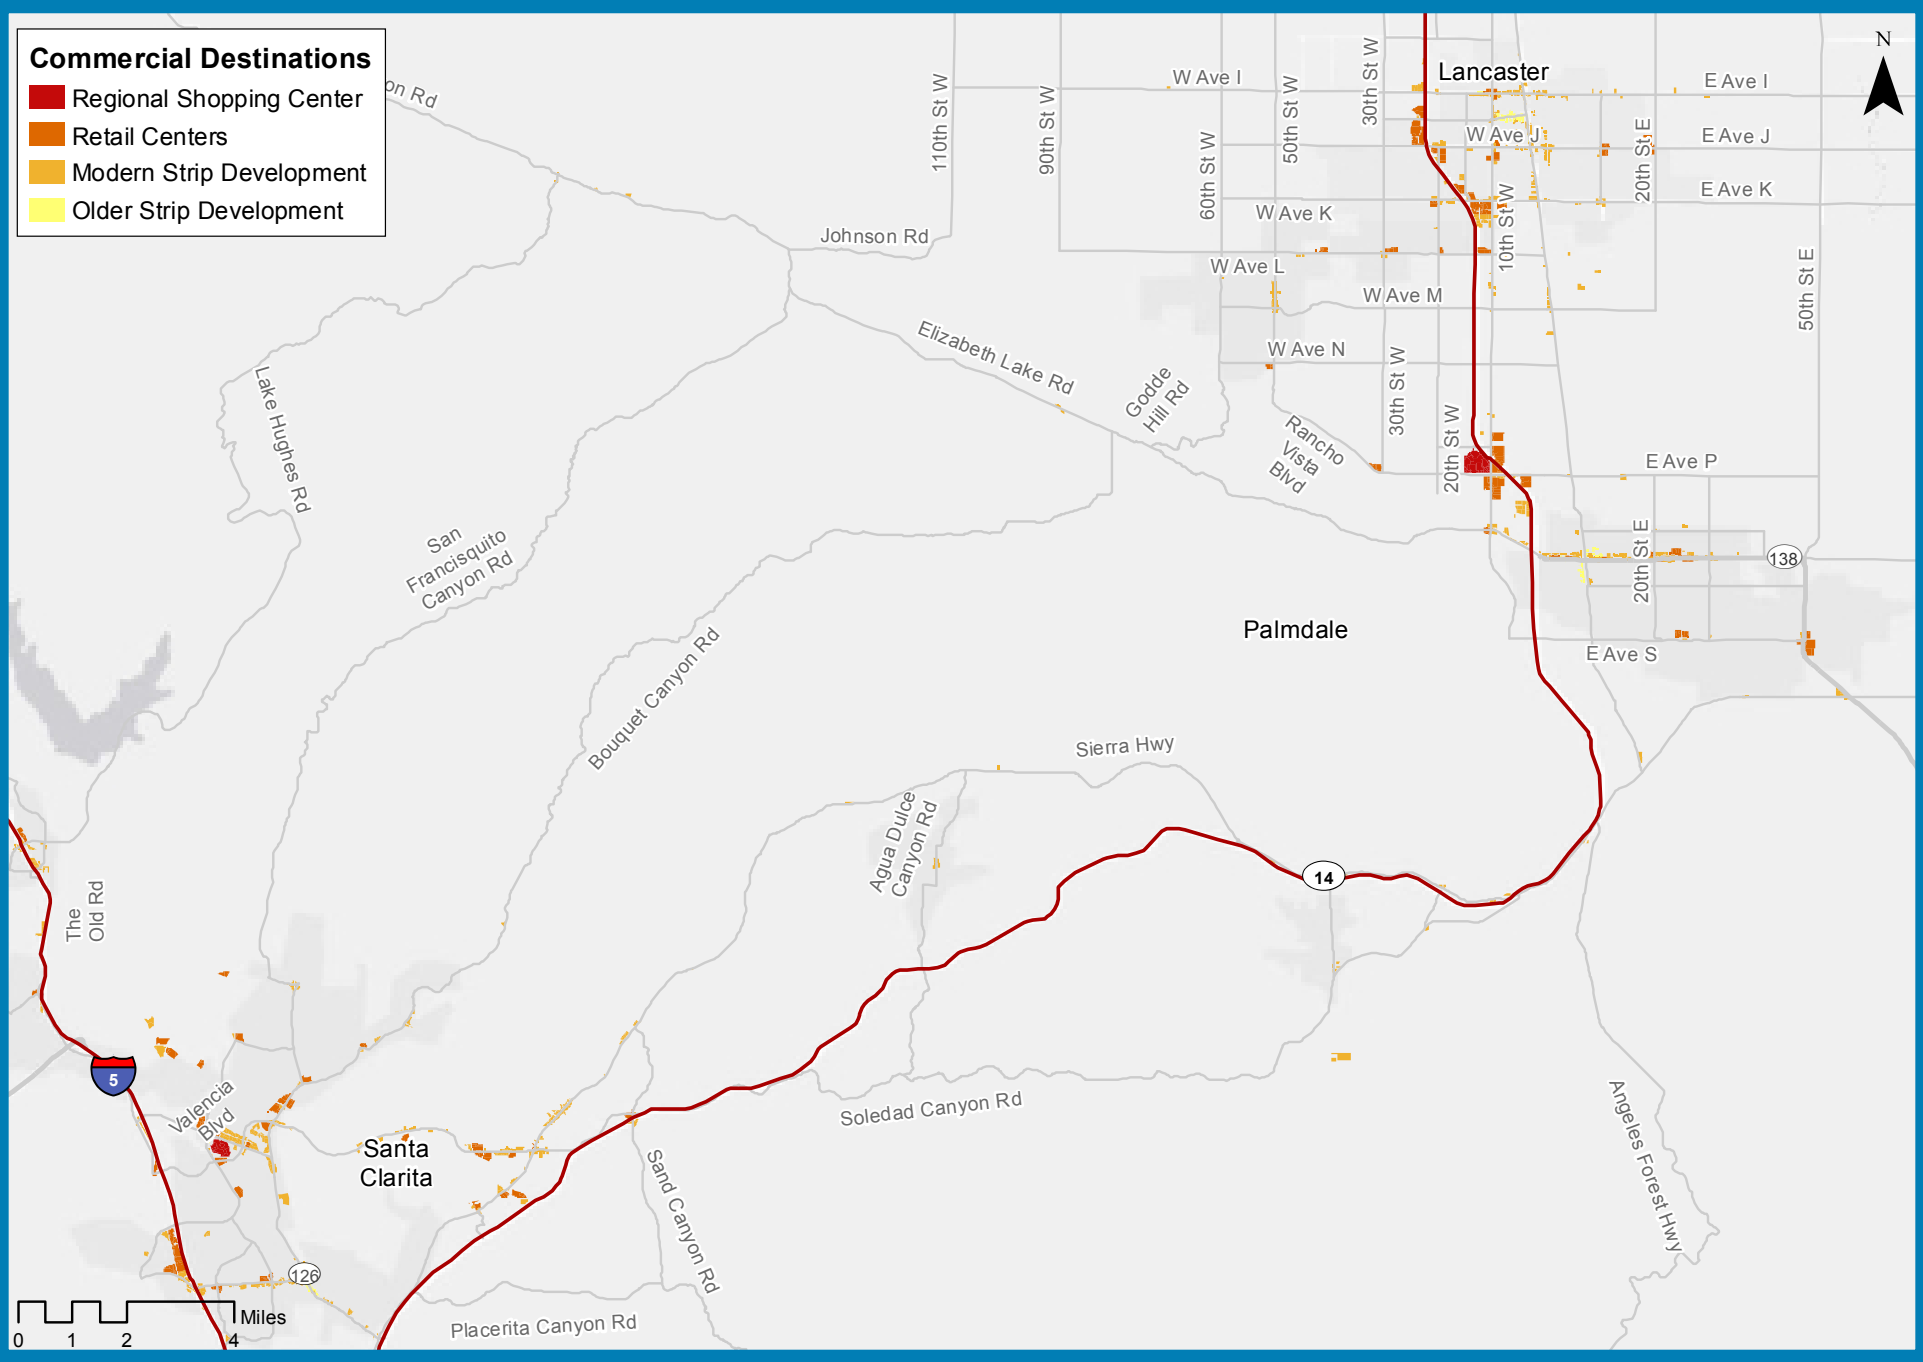 Commercial Destinations
Regional Shopping Center
Retail Centers
Modern Strip Development
Older Strip Development
on Rd
N
Lancaster
W Ave I
E Ave I
110th St W
90th St W
60th St W
50th St W
30th St W
W Ave J
E Ave J
20th St E
E Ave K
W Ave K
10th St W
Johnson Rd
W Ave L
W Ave M
50th St E
Elizabeth Lake Rd
W Ave N
Godde
Hill Rd
30th St W
Lake Hughes Rd
Rancho
Vista
Blvd
20th St W
E Ave P
San
Francisquito
Canyon Rd
20th St E
138
Palmdale
E Ave S
Bouquet Canyon Rd
Sierra Hwy
Agua Dulce
Canyon Rd
14
The
Old Rd
5
Valencia
Blvd
Soledad Canyon Rd
Angeles Forest Hwy
Santa
Clarita
Sand Canyon Rd
126
Placerita Canyon Rd
Miles
0 1 2 4